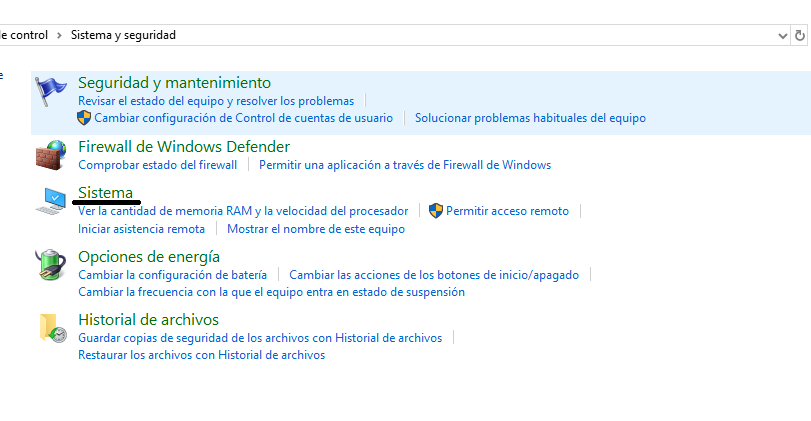 de control > Sistema y seguridad
e
Seguridad y mantenimiento
Revisar el estado del equipo y resolver los problemas
Cambiar configuración de Control de cuentas de usuario | Solucionar problemas habituales del equipo
Firewall de Windows Defender
Comprobar estado del firewall | Permitir una aplicación a través de Firewall de Windows
Sistema
Ver la cantidad de memoria RAM y la velocidad del procesador | Permitir acceso remoto
Iniciar asistencia remota | Mostrar el nombre de este equipo
Opciones de energía
Cambiar la configuración de batería | Cambiar las acciones de los botones de inicio/apagado
Cambiar la frecuencia con la que el equipo entra en estado de suspensión
Historial de archivos
Guardar copias de seguridad de los archivos con Historial de archivos
Restaurar los archivos con Historial de archivos